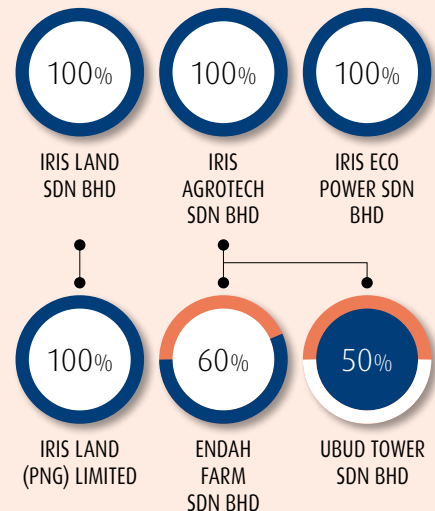 100%
100%
100%
IRIS LAND
SDN BHD
IRIS
AGROTECH
SDN BHD
IRIS ECO
POWER SDN
BHD
100%
60%
50%
IRIS LAND
(PNG) LIMITED
ENDAH
FARM
SDN BHD
UBUD TOWER
SDN BHD